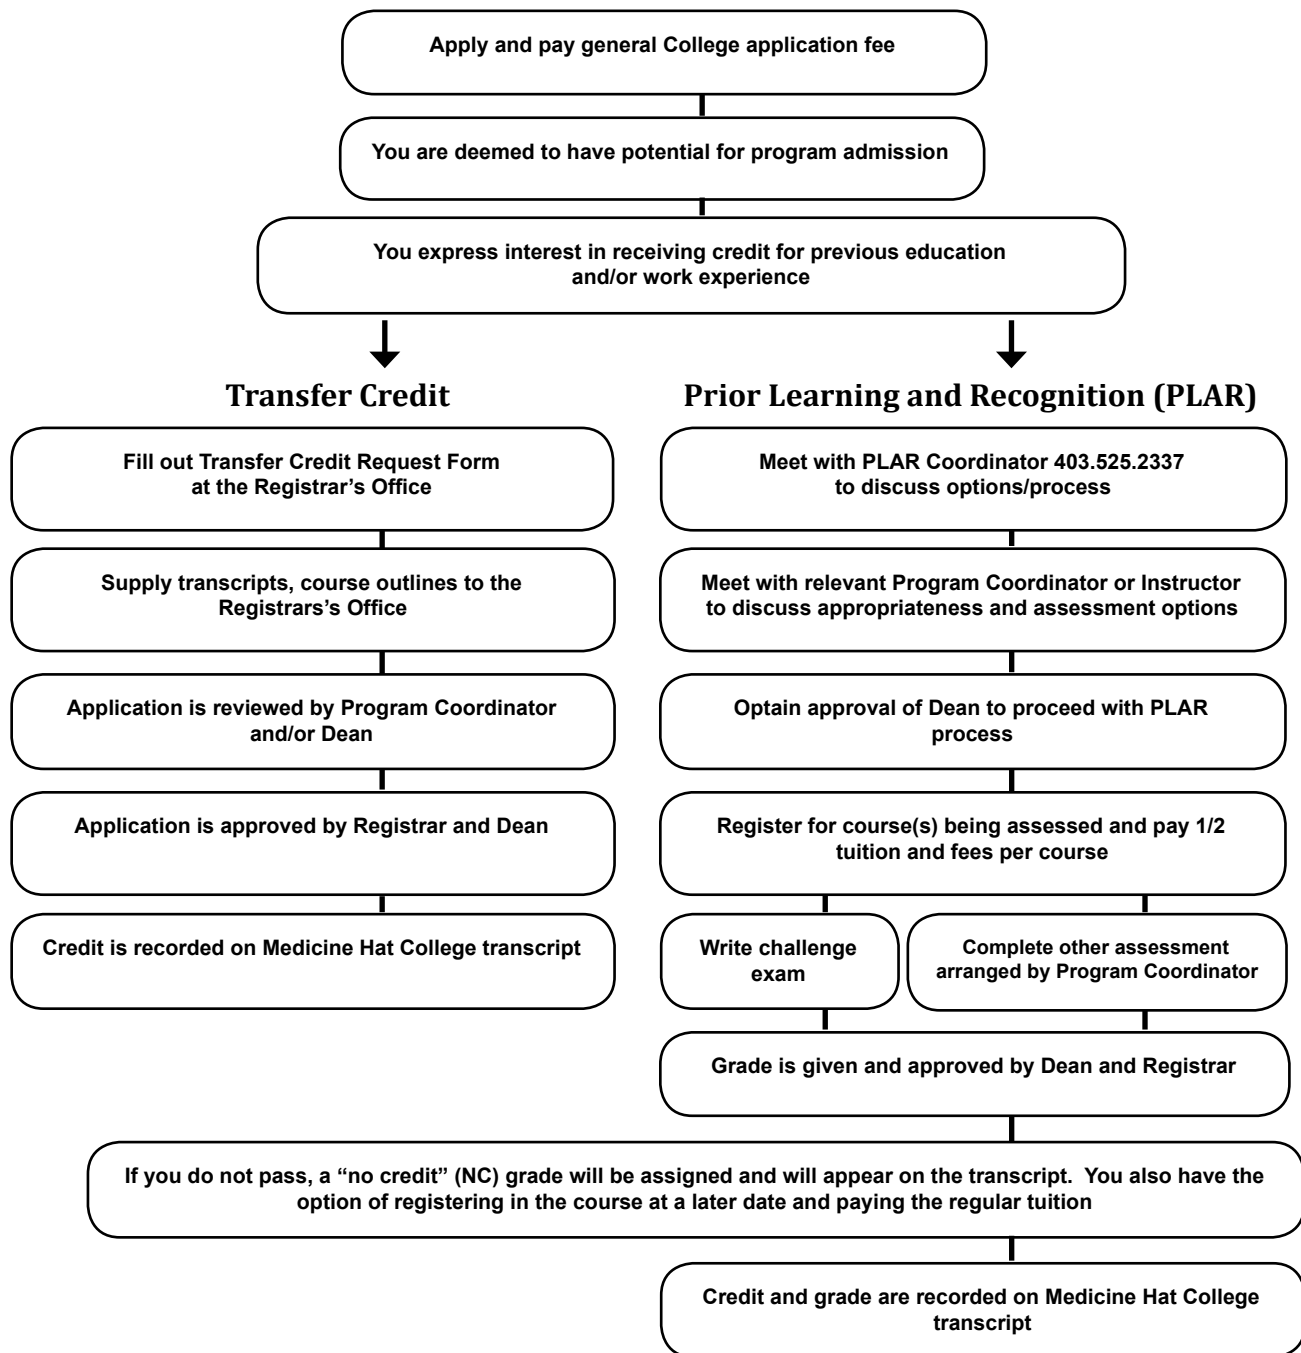 Apply and pay general College application fee
You are deemed to have potential for program admission
You express interest in receiving credit for previous education
and/or work experience
Transfer Credit
Fill out Transfer Credit Request Form
at the Registrar’s Office
Supply transcripts, course outlines to the
Registrars’s Office
Application is reviewed by Program Coordinator
and/or Dean
Application is approved by Registrar and Dean
Credit is recorded on Medicine Hat College transcript
Prior Learning and Recognition (PLAR)
Meet with PLAR Coordinator 403.525.2337
to discuss options/process
Meet with relevant Program Coordinator or Instructor
to discuss appropriateness and assessment options
Optain approval of Dean to proceed with PLAR
process
Register for course(s) being assessed and pay 1/2
tuition and fees per course
Write challenge
exam
Complete other assessment
arranged by Program Coordinator
Grade is given and approved by Dean and Registrar
If you do not pass, a “no credit” (NC) grade will be assigned and will appear on the transcript.  You also have the
option of registering in the course at a later date and paying the regular tuition
Credit and grade are recorded on Medicine Hat College
transcript